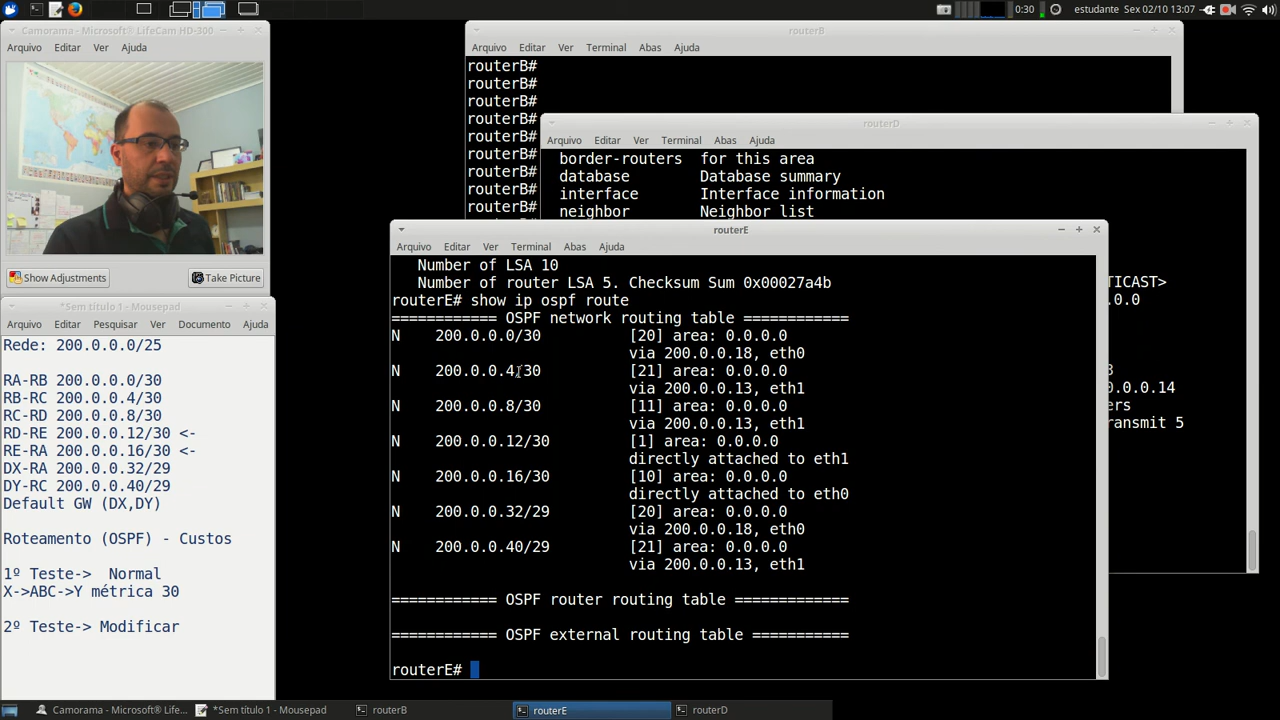 0:30
estudante Sex 02/10 13:07
Camorama - Microsoft® LifeCam HD-300
Arquivo Editar Ver Ajuda
Show Adjustments
Take Picture
*Sem título 1 - Mousepad
Arquivo Editar Pesquisar Ver Documento Ajuda
Rede: 200.0.0.0/25
RA-RB 200.0.0.0/30
RB-RC 200.0.0.4/30
RC-RD 200.0.0.8/30
RD-RE 200.0.0.12/30 <-
RE-RA 200.0.0.16/30 <-
DX-RA 200.0.0.32/29
DY-RC 200.0.0.40/29
Default GW (DX,DY)
Roteamento (OSPF) - Custos
1º Teste-> Normal
X->ABC->Y métrica 30
2º Teste-> Modificar
routerB
Arquivo Editar Ver Terminal Abas Ajuda
routerB#
routerB#
routerB#
routerB#
routerB#
routerB#
routerB#
routerB#
routerB#
routerD
Arquivo Editar Ver Terminal Abas Ajuda
border-routers for this area
database Database summary
interface Interface information
neighbor Neighbor list
TICAST>
.0.0
.0.0.14
ers
ransmit 5
routerE
Arquivo Editar Ver Terminal Abas Ajuda
Number of LSA 10
Number of router LSA 5. Checksum Sum 0x00027a4b
routerE# show ip ospf route
============ OSPF network routing table ============
N 200.0.0.0/30 [20] area: 0.0.0.0
via 200.0.0.18, eth0
N 200.0.0.4/30 [21] area: 0.0.0.0
via 200.0.0.13, eth1
N 200.0.0.8/30 [11] area: 0.0.0.0
via 200.0.0.13, eth1
N 200.0.0.12/30 [1] area: 0.0.0.0
directly attached to eth1
N 200.0.0.16/30 [10] area: 0.0.0.0
directly attached to eth0
N 200.0.0.32/29 [20] area: 0.0.0.0
via 200.0.0.18, eth0
N 200.0.0.40/29 [21] area: 0.0.0.0
via 200.0.0.13, eth1
============ OSPF router routing table =============
============ OSPF external routing table ===========
routerE#
Camorama - Microsoft® LifeC...
*Sem título 1 - Mousepad
routerB
routerE
routerD